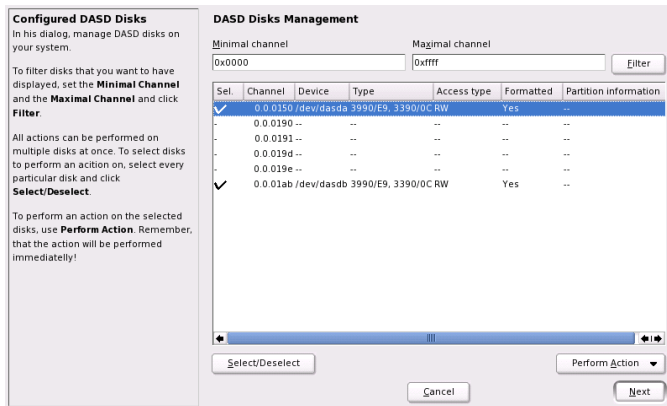 Configured DASD Disks
In his dialog, manage DASD disks on
your system.
To filter disks that you want to have
displayed, set the Minimal Channel
and the Maximal Channel and click
Filter.
All actions can be performed on
multiple disks at once. To select disks
to perform an acition on, select every
particular disk and click
Select/Deselect.
To perform an action on the selected
disks, use Perform Action. Remember,
that the action will be performed
immediatelly!
DASD Disks Management
Minimal channel Maximal channel
0x0000 0xffff Filter
Sel. Channel Device Type Access type Formatted Partition information
0.0.0150 /dev/dasda 3990/E9, 3390/0C RW Yes --
- 0.0.0190 -- -- -- -- --
- 0.0.0191 -- -- -- -- --
- 0.0.019d -- -- -- -- --
- 0.0.019e -- -- -- -- --
0.0.01ab /dev/dasdb 3990/E9, 3390/0C RW Yes --
Select/Deselect Perform Action
Cancel Next